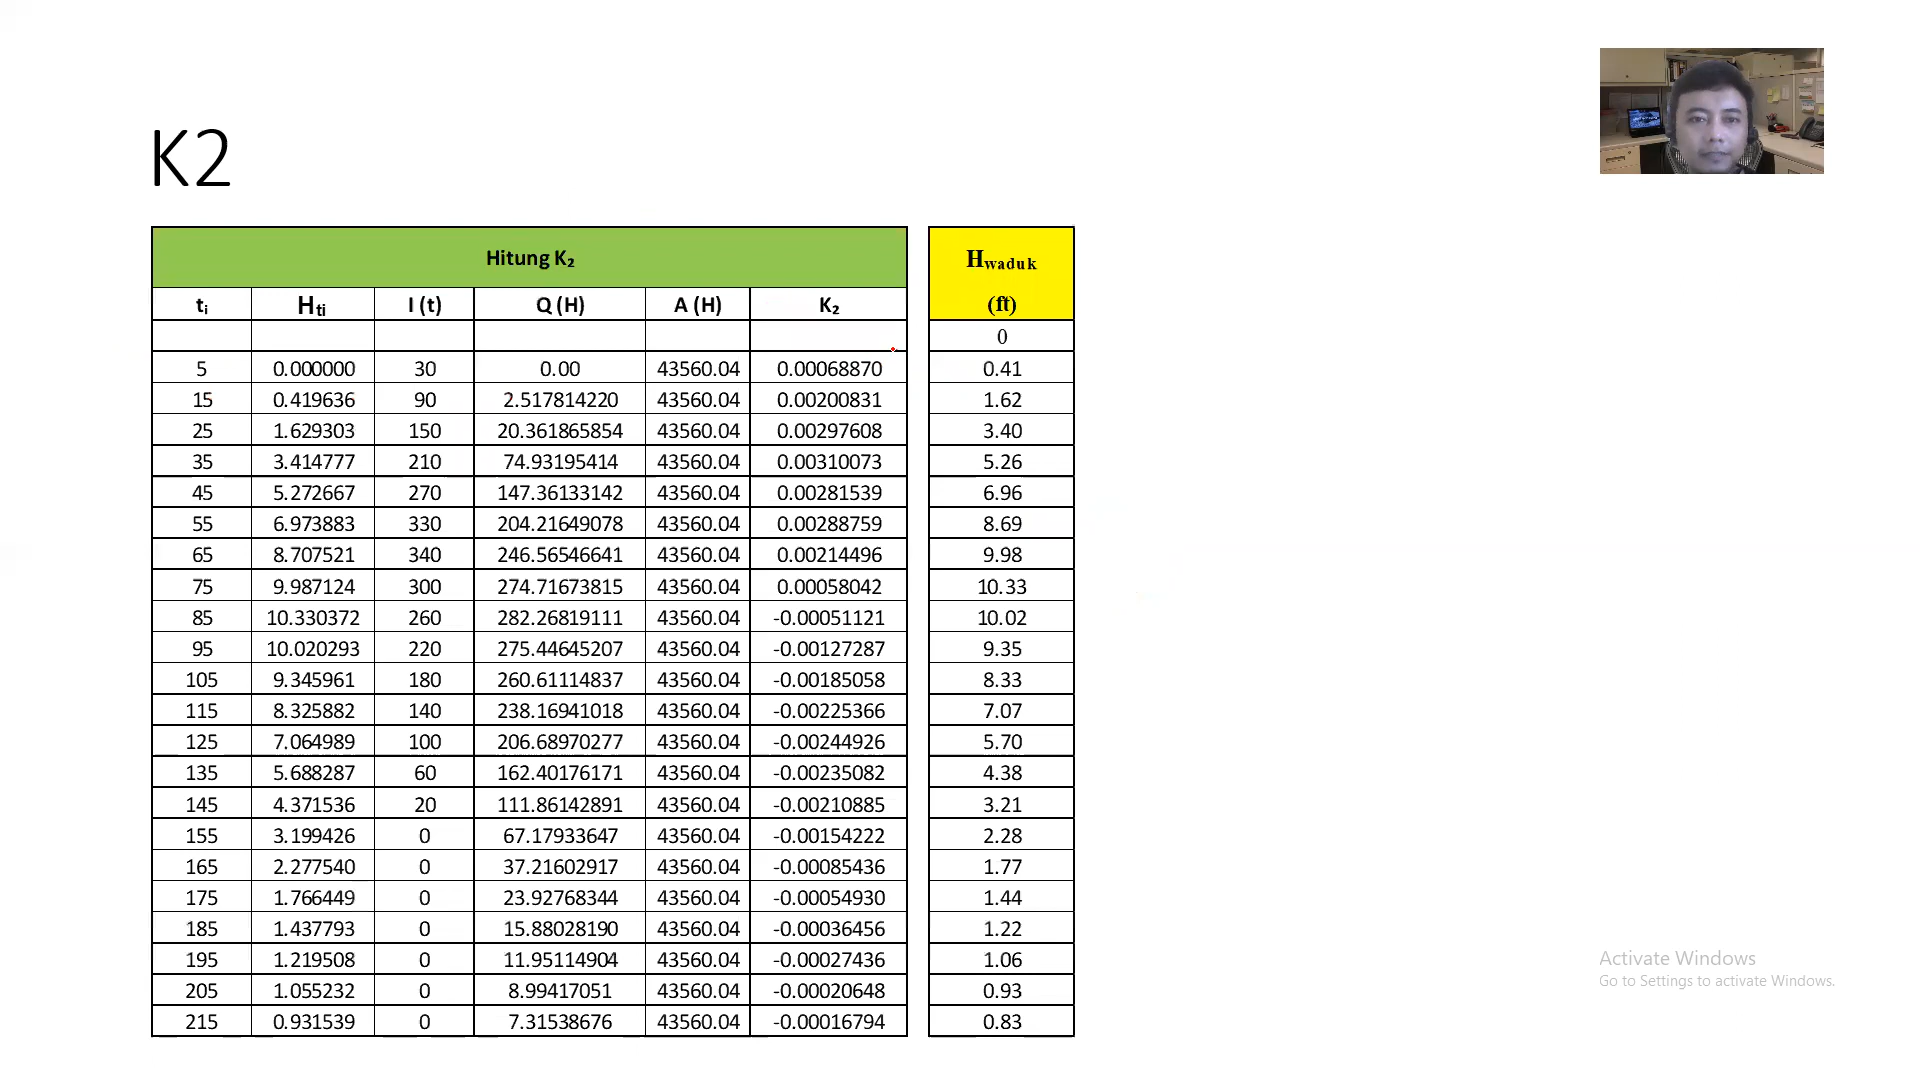 K2
Hitung K₂
tᵢ Hti I (t) Q (H) A (H) K₂ Hwaduk (ft)
0
5 0.000000 30 0.00 43560.04 0.00068870 0.41
15 0.419636 90 2.517814220 43560.04 0.00200831 1.62
25 1.629303 150 20.361865854 43560.04 0.00297608 3.40
35 3.414777 210 74.93195414 43560.04 0.00310073 5.26
45 5.272667 270 147.36133142 43560.04 0.00281539 6.96
55 6.973883 330 204.21649078 43560.04 0.00288759 8.69
65 8.707521 340 246.56546641 43560.04 0.00214496 9.98
75 9.987124 300 274.71673815 43560.04 0.00058042 10.33
85 10.330372 260 282.26819111 43560.04 -0.00051121 10.02
95 10.020293 220 275.44645207 43560.04 -0.00127287 9.35
105 9.345961 180 260.61114837 43560.04 -0.00185058 8.33
115 8.325882 140 238.16941018 43560.04 -0.00225366 7.07
125 7.064989 100 206.68970277 43560.04 -0.00244926 5.70
135 5.688287 60 162.40176171 43560.04 -0.00235082 4.38
145 4.371536 20 111.86142891 43560.04 -0.00210885 3.21
155 3.199426 0 67.17933647 43560.04 -0.00154222 2.28
165 2.277540 0 37.21602917 43560.04 -0.00085436 1.77
175 1.766449 0 23.92768344 43560.04 -0.00054930 1.44
185 1.437793 0 15.88028190 43560.04 -0.00036456 1.22
195 1.219508 0 11.95114904 43560.04 -0.00027436 1.06
205 1.055232 0 8.99417051 43560.04 -0.00020648 0.93
215 0.931539 0 7.31538676 43560.04 -0.00016794 0.83
Activate Windows
Go to Settings to activate Windows.